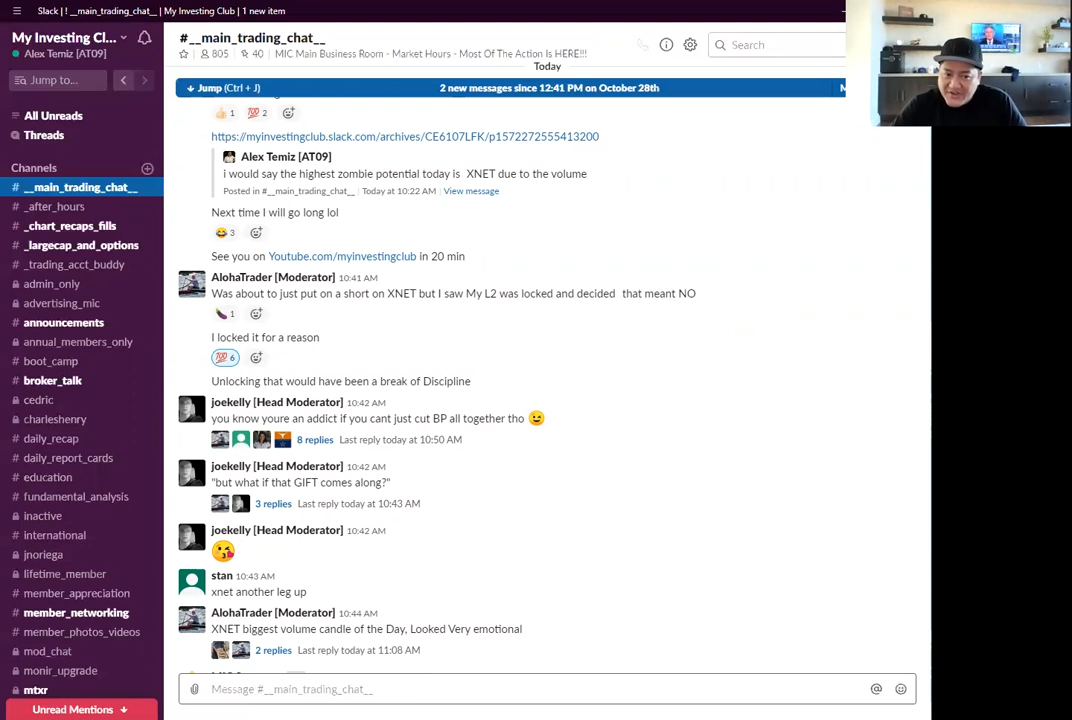 Slack | ! __main_trading_chat__ | My Investing Club | 1 new item
My Investing Cl...
Alex Temiz [AT09]
Jump to...
All Unreads
Threads
Channels
# __main_trading_chat__
# _after_hours
# _chart_recaps_fills
# _largecap_and_options
# _trading_acct_buddy
admin_only
# advertising_mic
# announcements
annual_members_only
# boot_camp
# broker_talk
cedric
charleshenry
# daily_recap
# daily_report_cards
# education
# fundamental_analysis
inactive
# international
jnoriega
lifetime_member
# member_appreciation
# member_networking
# member_photos_videos
mod_chat
monir_upgrade
# mtxr
Unread Mentions
#__main_trading_chat__
805 40 MIC Main Business Room - Market Hours - Most Of The Action Is HERE!!!
Search
Today
Jump (Ctrl + J) 2 new messages since 12:41 PM on October 28th M
1 2
https://myinvestingclub.slack.com/archives/CE6107LFK/p1572272555413200
Alex Temiz [AT09]
i would say the highest zombie potential today is XNET due to the volume
Posted in #__main_trading_chat__ Today at 10:22 AM View message
Next time I will go long lol
3
See you on Youtube.com/myinvestingclub in 20 min
AlohaTrader [Moderator] 10:41 AM
Was about to just put on a short on XNET but I saw My L2 was locked and decided that meant NO
1
I locked it for a reason
100 6
Unlocking that would have been a break of Discipline
joekelly [Head Moderator] 10:42 AM
you know youre an addict if you cant just cut BP all together tho
8 replies Last reply today at 10:50 AM
joekelly [Head Moderator] 10:42 AM
"but what if that GIFT comes along?"
3 replies Last reply today at 10:43 AM
joekelly [Head Moderator] 10:42 AM
stan 10:43 AM
xnet another leg up
AlohaTrader [Moderator] 10:44 AM
XNET biggest volume candle of the Day, Looked Very emotional
2 replies Last reply today at 11:08 AM
Message #__main_trading_chat__